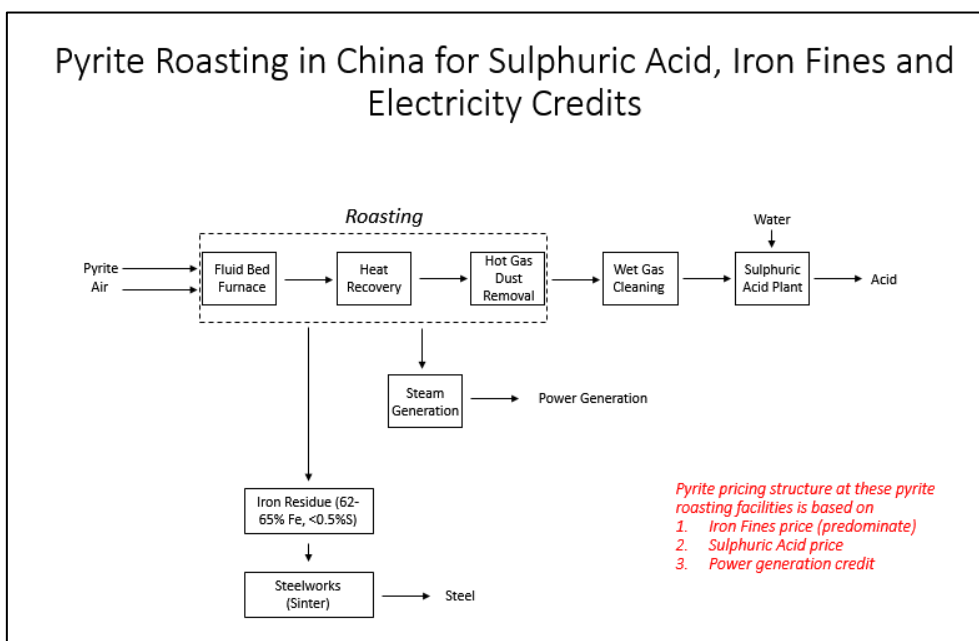 Pyrite Roasting in China for Sulphuric Acid, Iron Fines and
Electricity Credits
Roasting
Water
Pyrite
Air
Fluid Bed
Furnace
Heat
Recovery
Hot Gas
Dust
Removal
Wet Gas
Cleaning
Sulphuric
Acid Plant
Acid
Steam
Generation
Power Generation
Iron Residue (62-
65% Fe, <0.5%S)
Steelworks
(Sinter)
Steel
Pyrite pricing structure at these pyrite
roasting facilities is based on
1. Iron Fines price (predominate)
2. Sulphuric Acid price
3. Power generation credit